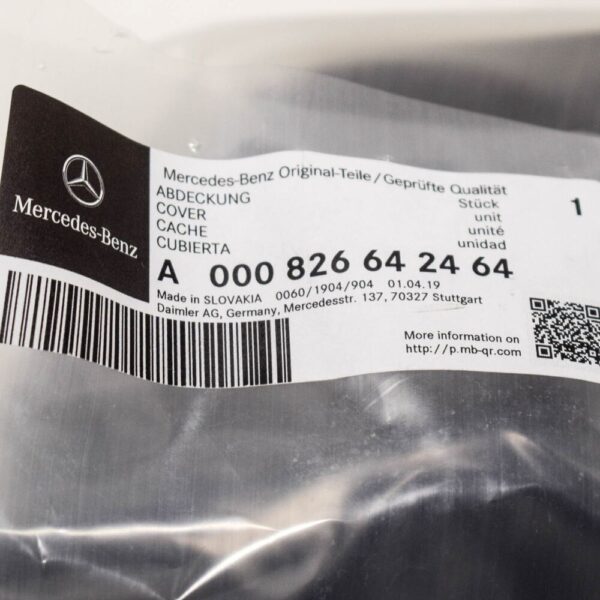 Mercedes-Benz
Mercedes-Benz Original-Teile/Geprüfte Qualität
ABDECKUNG Stück 1
COVER unit
CACHE unité
CUBIERTA unidad
A 000 826 64 24 64
Made in SLOVAKIA 0060/1904/904 01.04.19
Daimler AG, Germany, Mercedesstr. 137, 70327 Stuttgart
More information on
http://p.mb-qr.com